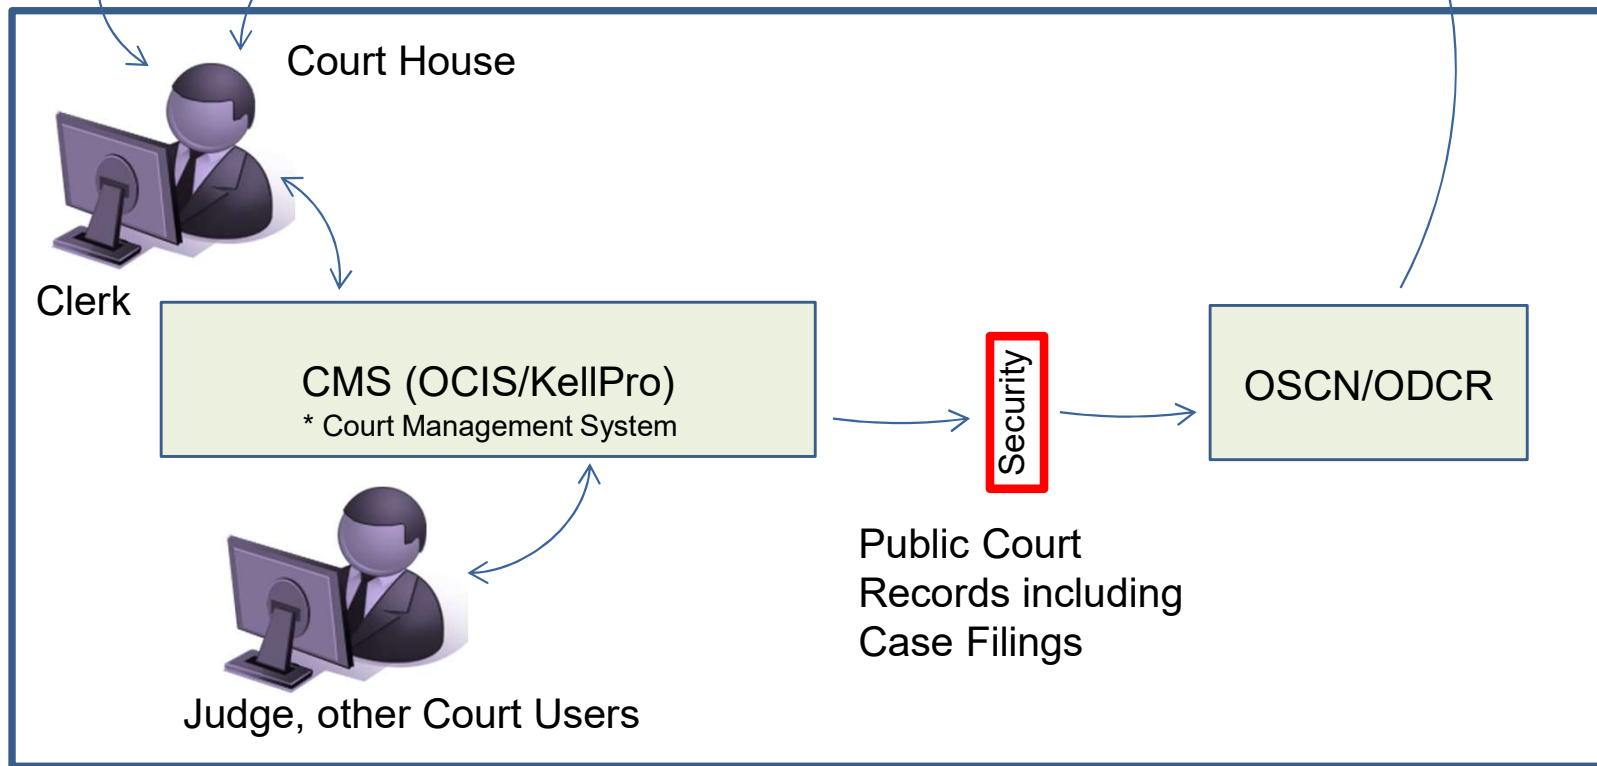 Court House
Clerk
CMS (OCIS/KellPro)
* Court Management System
Security
OSCN/ODCR
Public Court
Records including
Case Filings
Judge, other Court Users